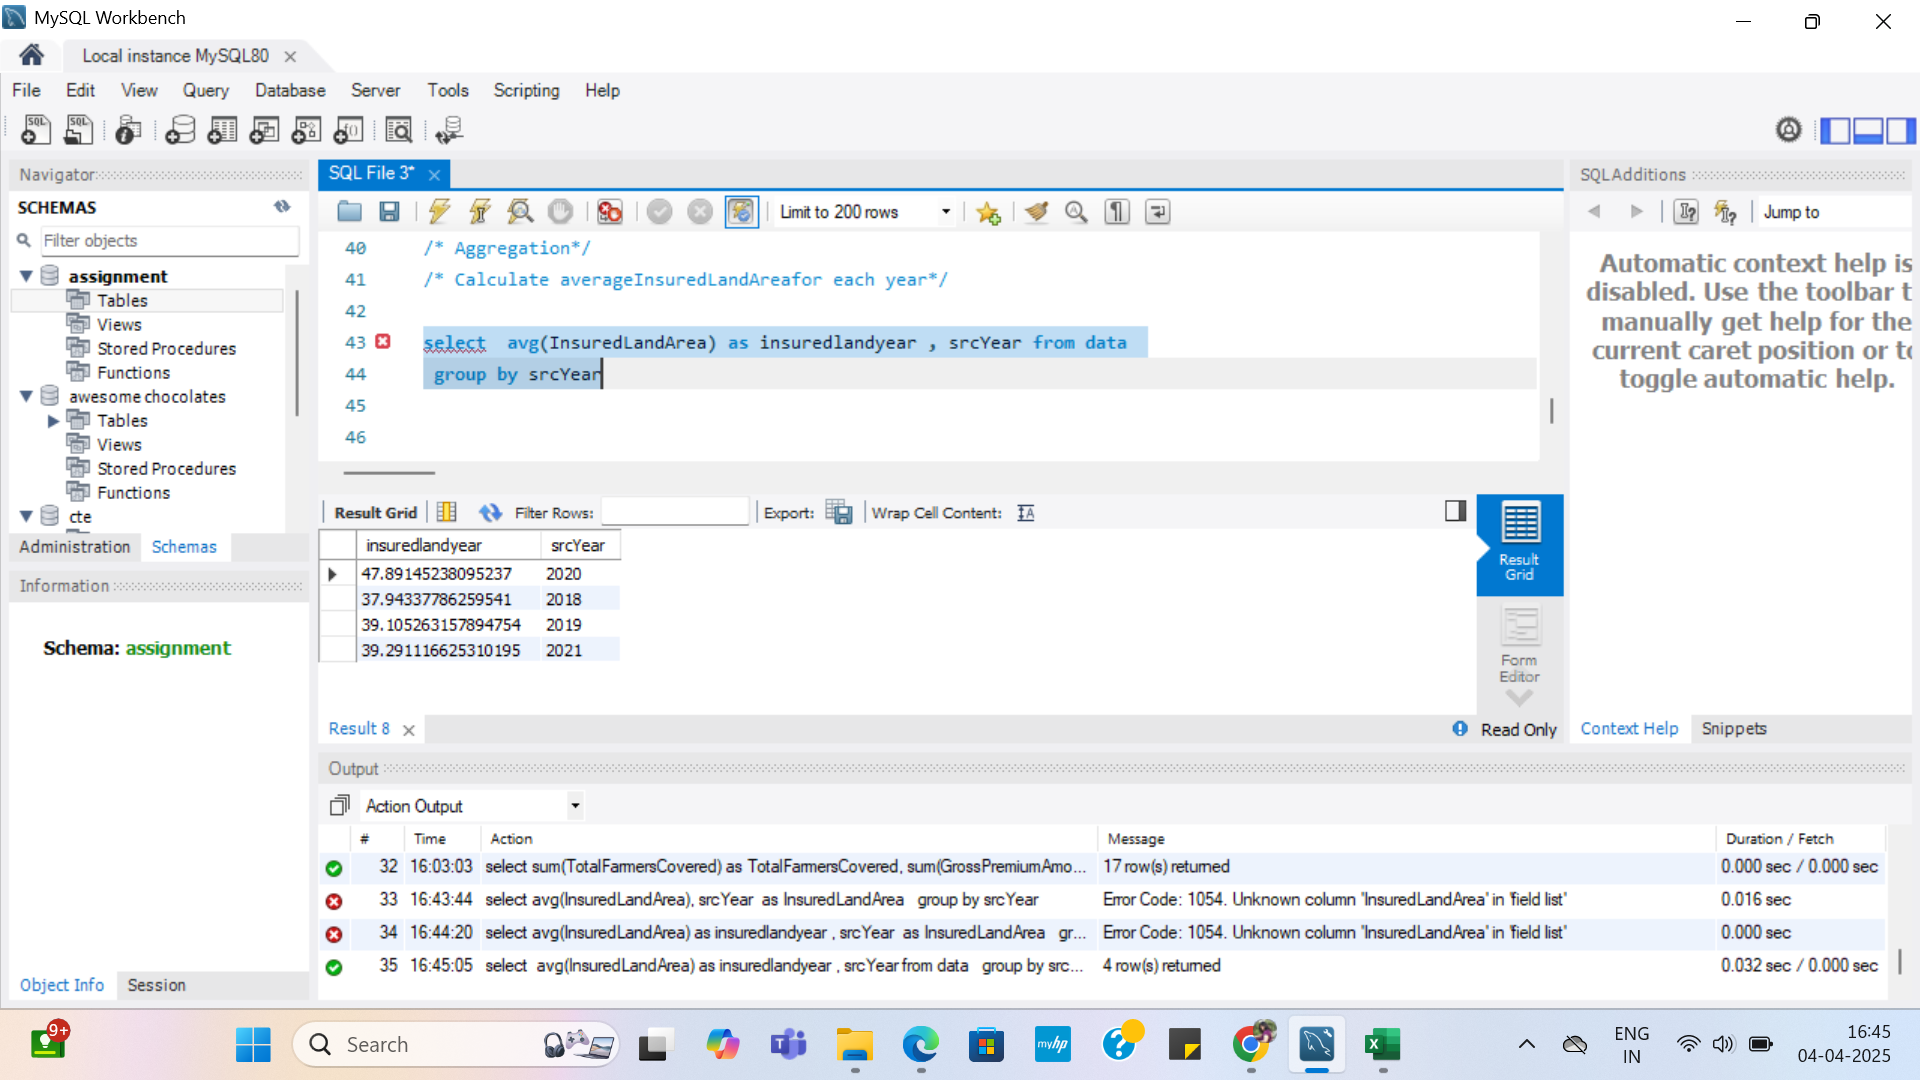 MySQL Workbench
Local instance MySQL80
File Edit View Query Database Server Tools Scripting Help
Navigator
SCHEMAS
Filter objects
assignment
Tables
Views
Stored Procedures
Functions
awesome chocolates
Tables
Views
Stored Procedures
Functions
cte
Administration Schemas
Information
Schema: assignment
Object Info Session
SQL File 3*
Limit to 200 rows
40 /* Aggregation*/
41 /* Calculate averageInsuredLandAreafor each year*/
42
43 select  avg(InsuredLandArea) as insuredlandyear , srcYear from data
44 group by srcYear
45
46
Result Grid Filter Rows: Export: Wrap Cell Content:
insuredlandyear srcYear
47.89145238095237 2020
37.94337786259541 2018
39.105263157894754 2019
39.291116625310195 2021
Result Grid
Form Editor
Result 8
Read Only
SQLAdditions
Jump to
Automatic context help is
disabled. Use the toolbar t
manually get help for the
current caret position or to
toggle automatic help.
Context Help Snippets
Output
Action Output
# Time Action Message Duration / Fetch
32 16:03:03 select sum(TotalFarmersCovered) as TotalFarmersCovered, sum(GrossPremiumAmo... 17 row(s) returned 0.000 sec / 0.000 sec
33 16:43:44 select avg(InsuredLandArea), srcYear  as InsuredLandArea   group by srcYear Error Code: 1054. Unknown column 'InsuredLandArea' in 'field list' 0.016 sec
34 16:44:20 select avg(InsuredLandArea) as insuredlandyear , srcYear  as InsuredLandArea   gr... Error Code: 1054. Unknown column 'InsuredLandArea' in 'field list' 0.000 sec
35 16:45:05 select  avg(InsuredLandArea) as insuredlandyear , srcYear from data   group by src... 4 row(s) returned 0.032 sec / 0.000 sec
9+
Search
myhp
ENG
IN
16:45
04-04-2025